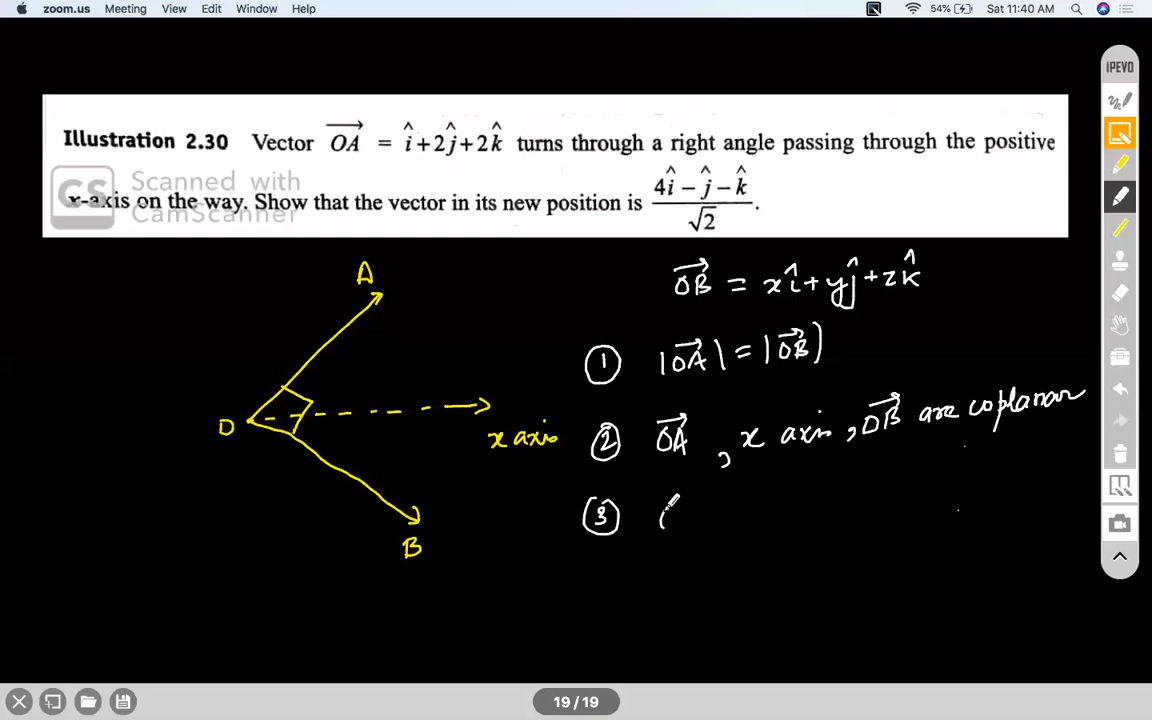 zoom.us Meeting View Edit Window Help 54% Sat 11:40 AM
IPEVO
Illustration 2.30 Vector OA⃗ = î+2ĵ+2k̂ turns through a right angle passing through the positive
x-axis on the way. Show that the vector in its new position is (4î − ĵ − k̂)/√2.
CS Scanned with
CamScanner
A
O
x axis
B
OB⃗ = xî+yĵ+zk̂
① |OA⃗| = |OB⃗|
② OA⃗, x axis, OB⃗ are coplanar
③ (
19 / 19